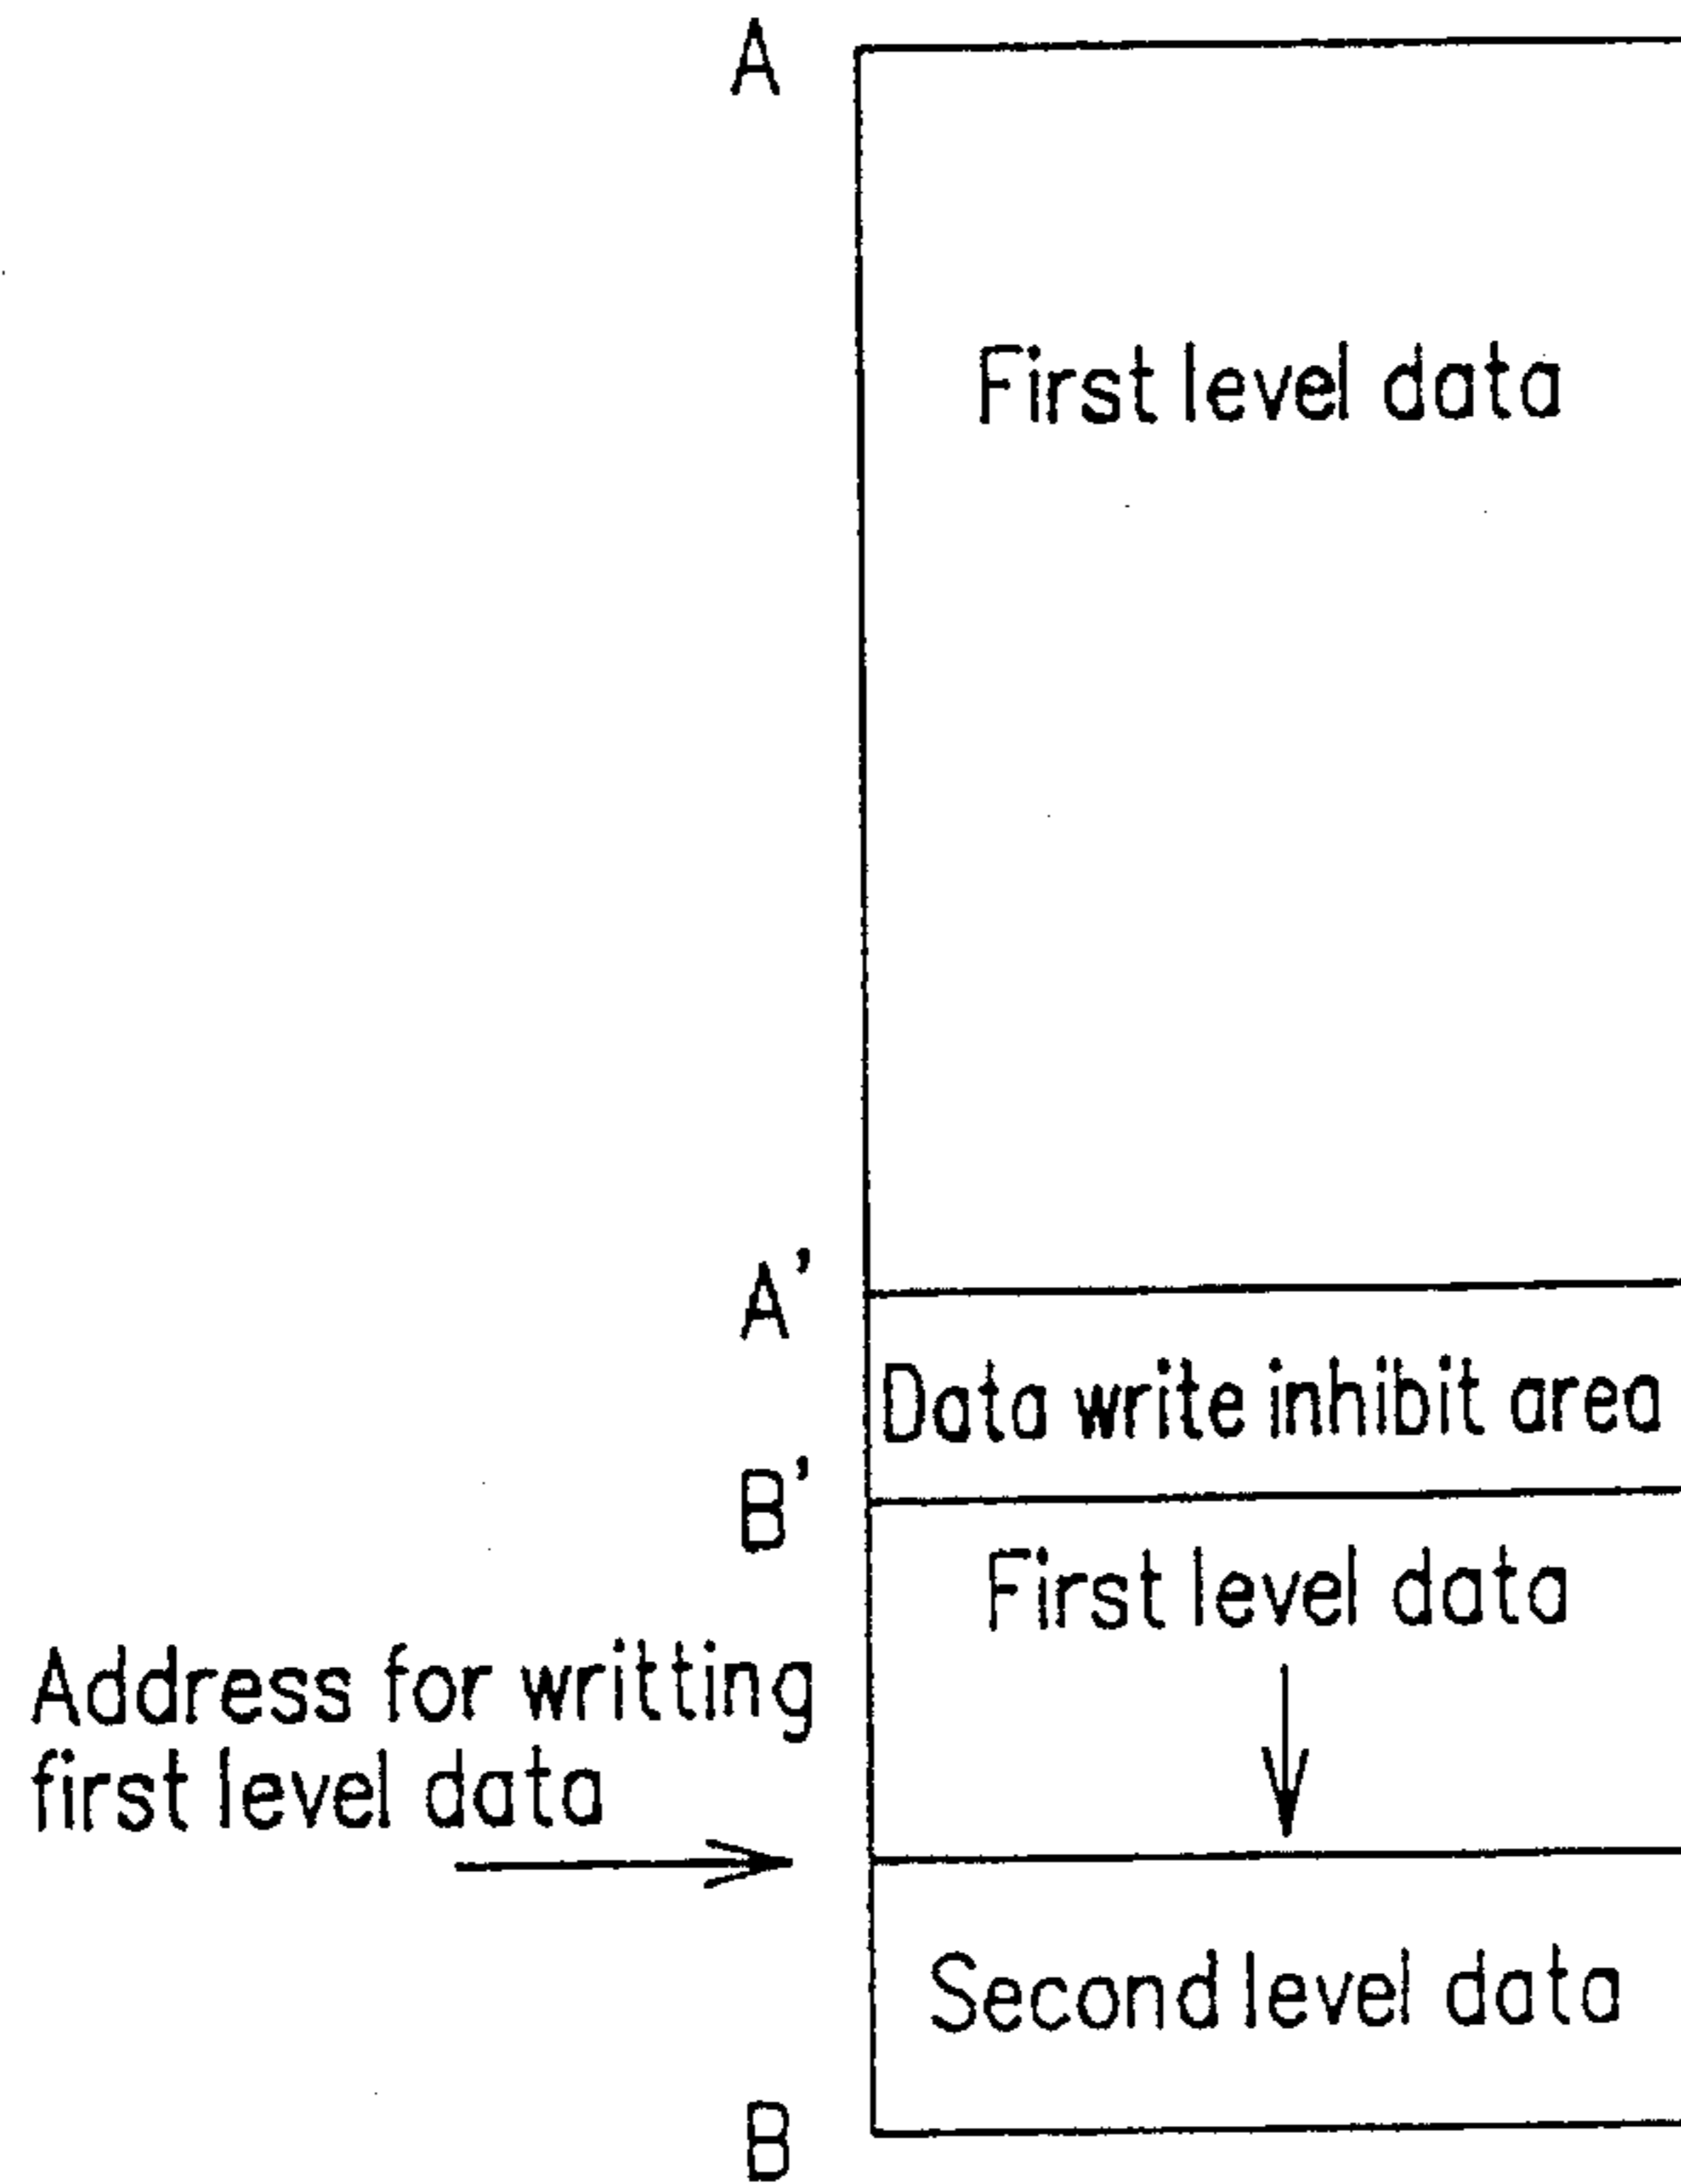 A
First level data
A'
Data write inhibit area
B'
First level data
Address for writting
first level data
Second level data
B